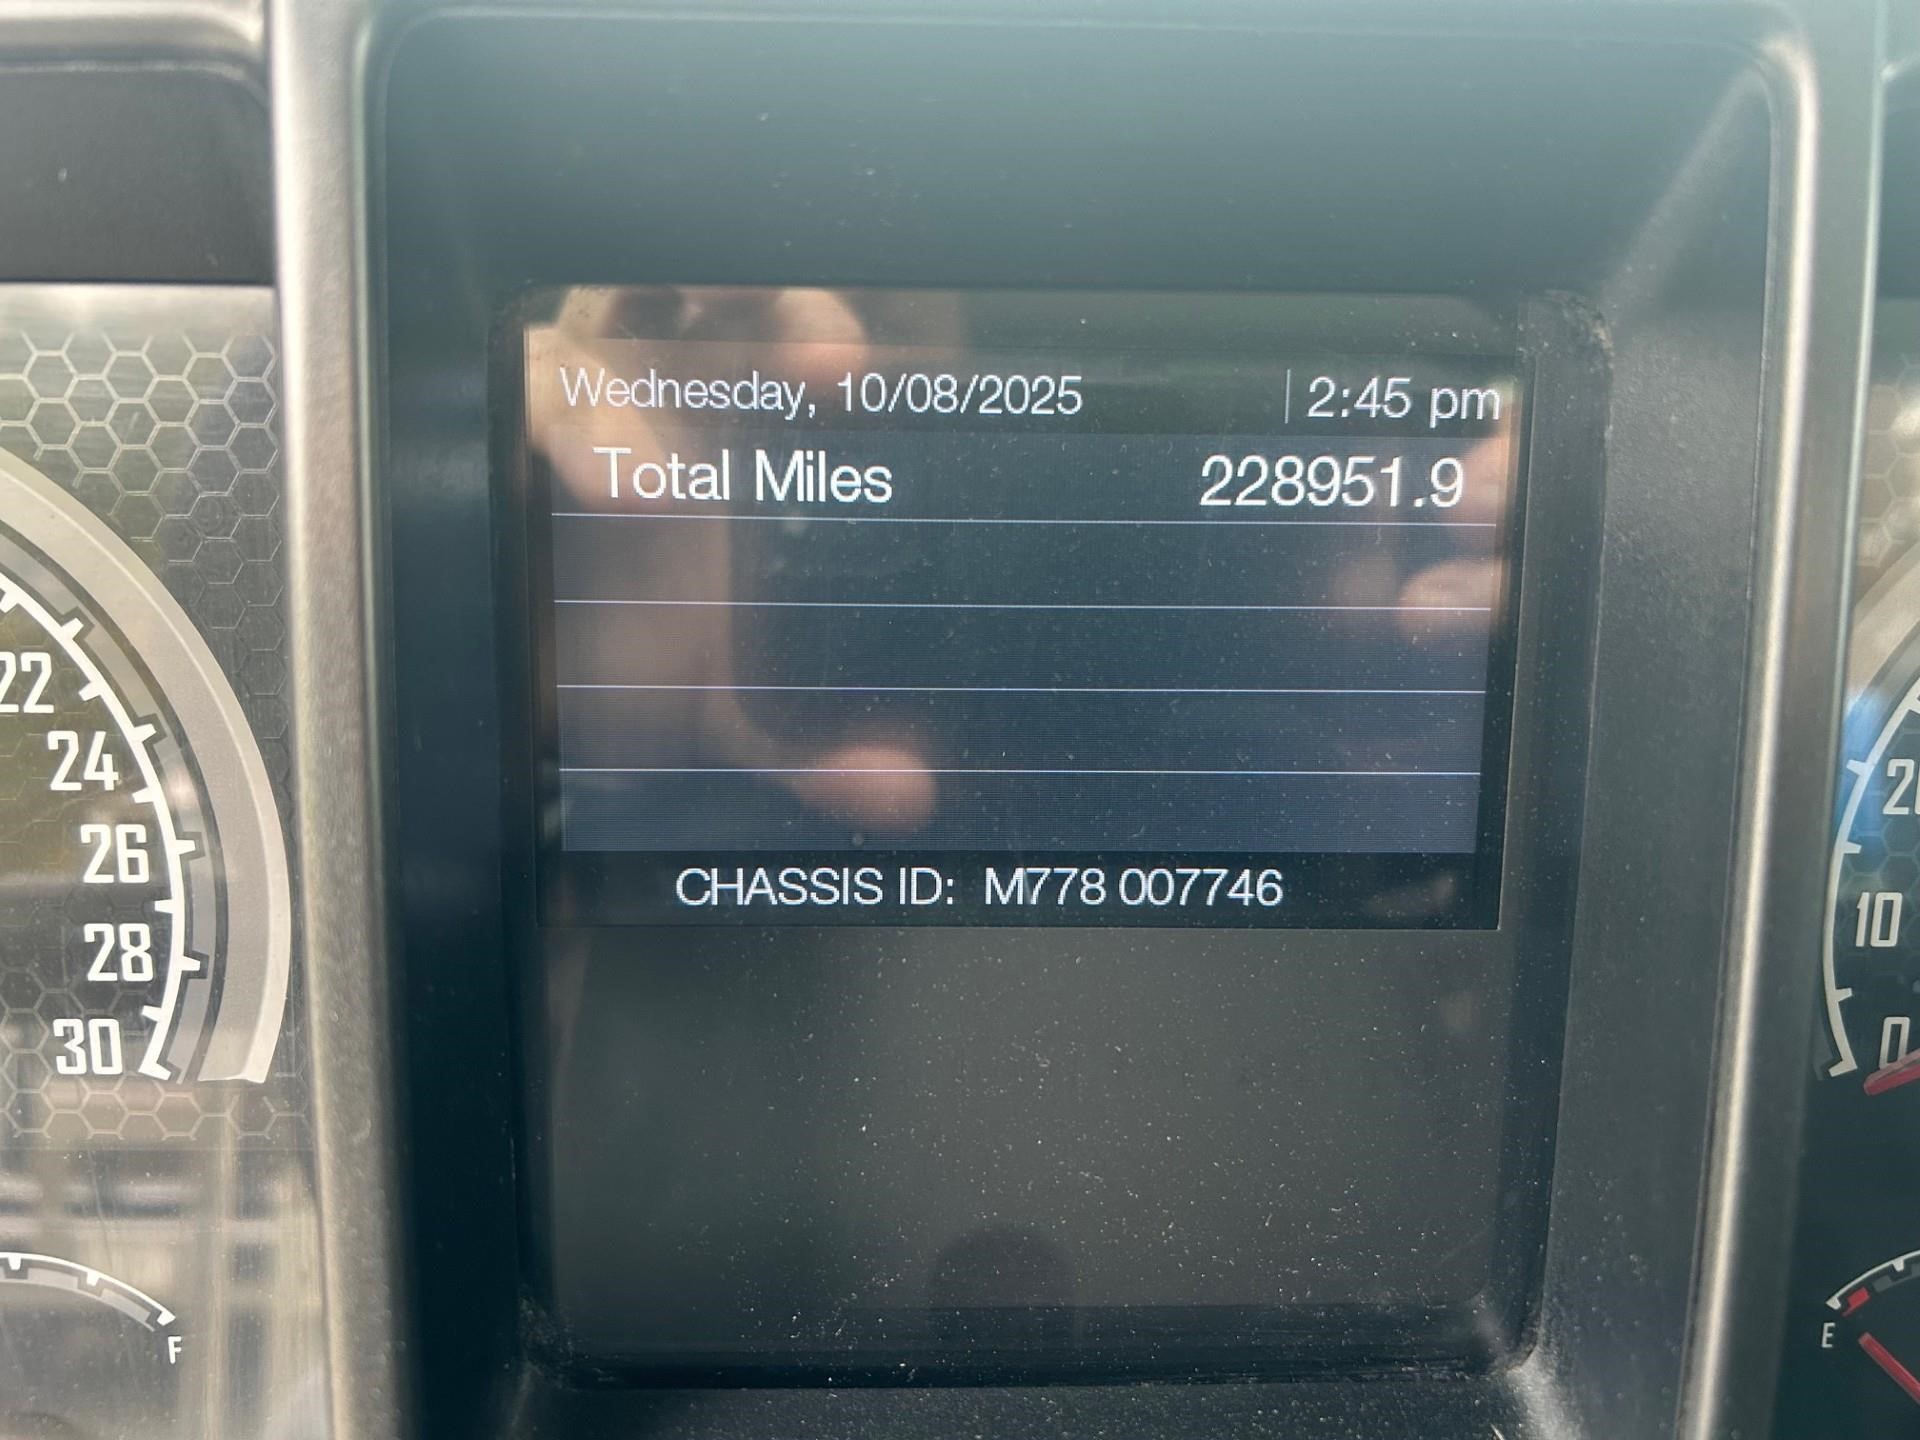 Wednesday, 10/08/2025 2:45 pm
Total Miles 228951.9
CHASSIS ID: M778 007746
22
24
26
28
30
F
10
0
E